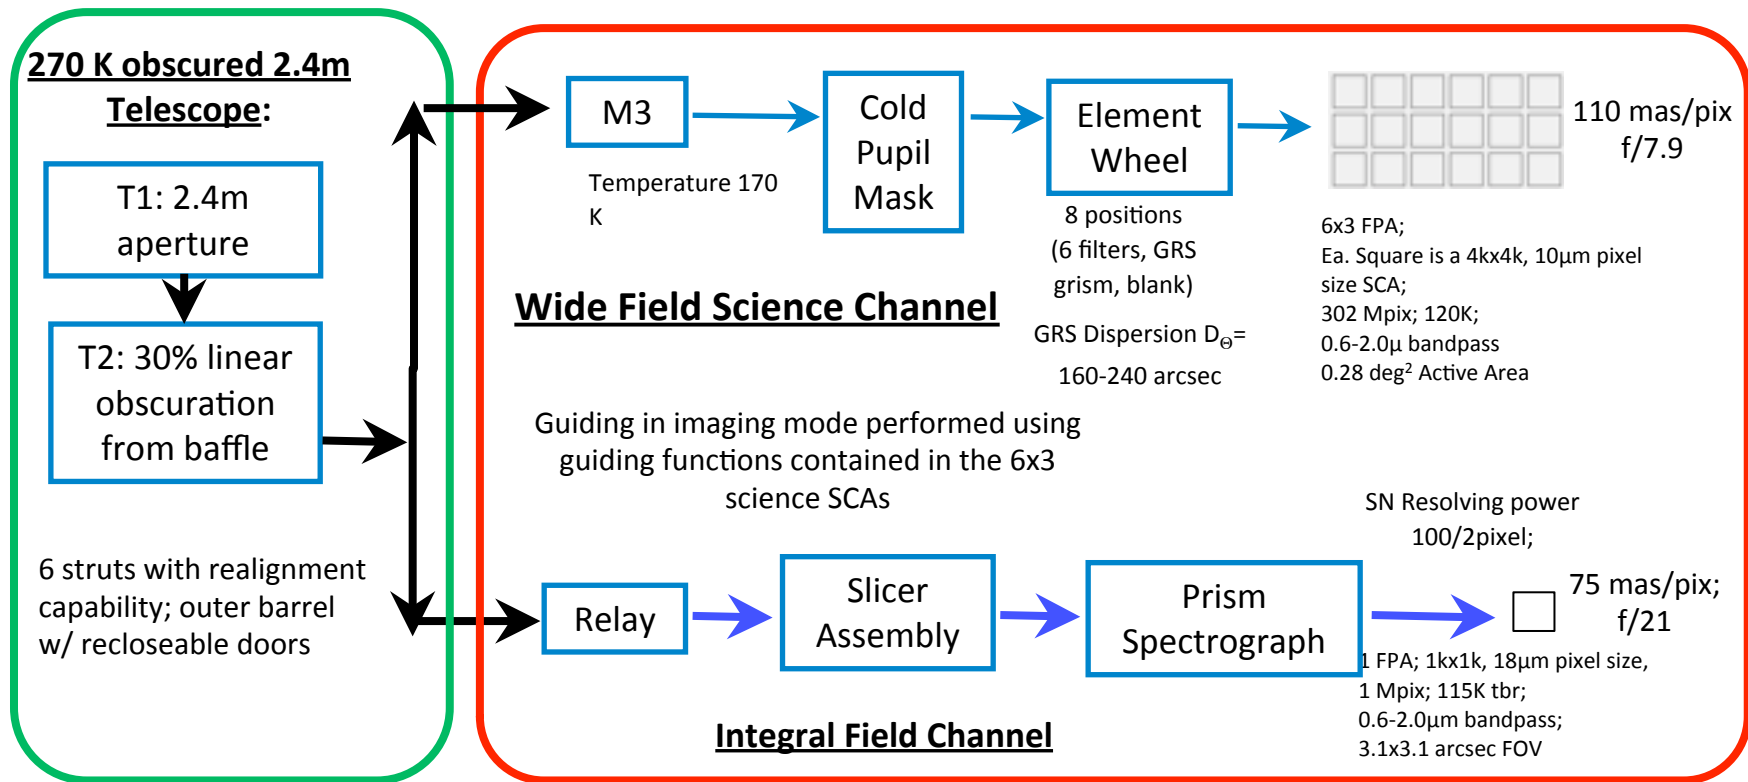 270 K obscured 2.4m
Telescope:
T1: 2.4m
aperture
T2: 30% linear
obscuration
from baffle
6 struts with realignment
capability; outer barrel
w/ recloseable doors
M3
Temperature 170
K
Cold
Pupil
Mask
Element
Wheel
8 positions
(6 filters, GRS
grism, blank)
GRS Dispersion DΘ=
160-240 arcsec
110 mas/pix
f/7.9
6x3 FPA;
Ea. Square is a 4kx4k, 10μm pixel
size SCA;
302 Mpix; 120K;
0.6-2.0μ bandpass
0.28 deg² Active Area
Wide Field Science Channel
Guiding in imaging mode performed using
guiding functions contained in the 6x3
science SCAs
Relay
Slicer
Assembly
Prism
Spectrograph
SN Resolving power
100/2pixel;
75 mas/pix;
f/21
1 FPA; 1kx1k, 18μm pixel size,
1 Mpix; 115K tbr;
0.6-2.0μm bandpass;
3.1x3.1 arcsec FOV
Integral Field Channel